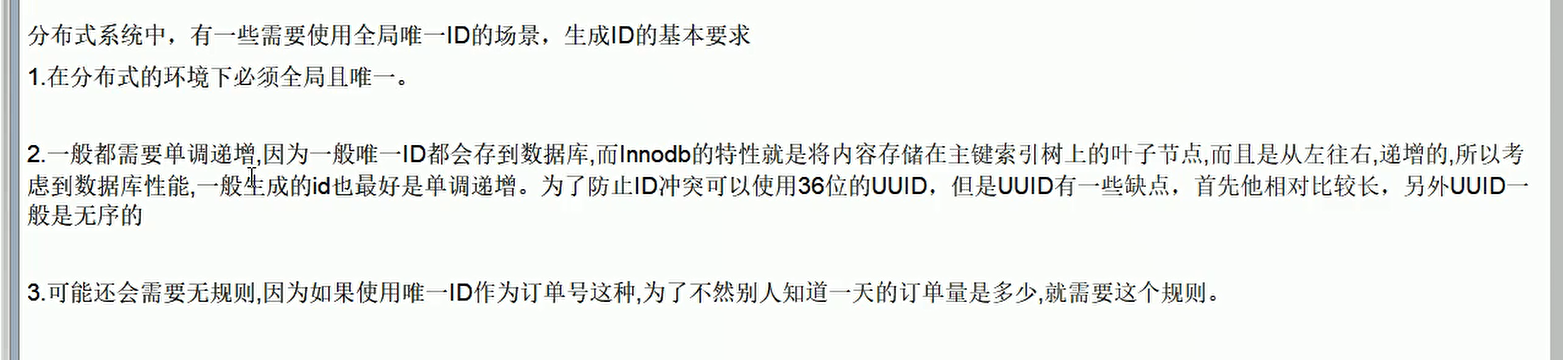 分布式系统中，有一些需要使用全局唯一ID的场景，生成ID的基本要求
1.在分布式的环境下必须全局且唯一。
2.一般都需要单调递增,因为一般唯一ID都会存到数据库,而Innodb的特性就是将内容存储在主键索引树上的叶子节点,而且是从左往右,递增的,所以考
虑到数据库性能,一般生成的id也最好是单调递增。为了防止ID冲突可以使用36位的UUID，但是UUID有一些缺点，首先他相对比较长，另外UUID一
般是无序的
3.可能还会需要无规则,因为如果使用唯一ID作为订单号这种,为了不然别人知道一天的订单量是多少,就需要这个规则。